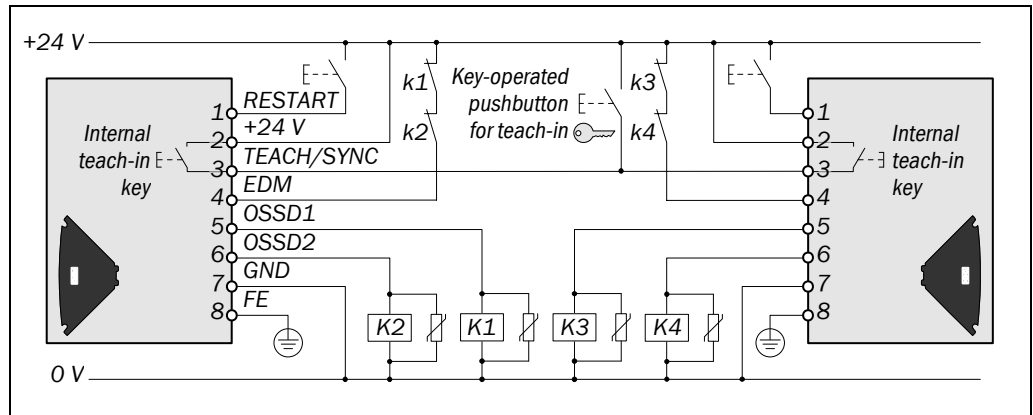 +24 V
k1
Key-operated
pushbutton
for teach-in
k3
k2
k4
Internal
teach-in
key
1
RESTART
2
+24 V
3
TEACH/SYNC
4
EDM
5
OSSD1
6
OSSD2
7
GND
8
FE
1
2
3
4
5
6
7
8
Internal
teach-in
key
K2
K1
K3
K4
0 V